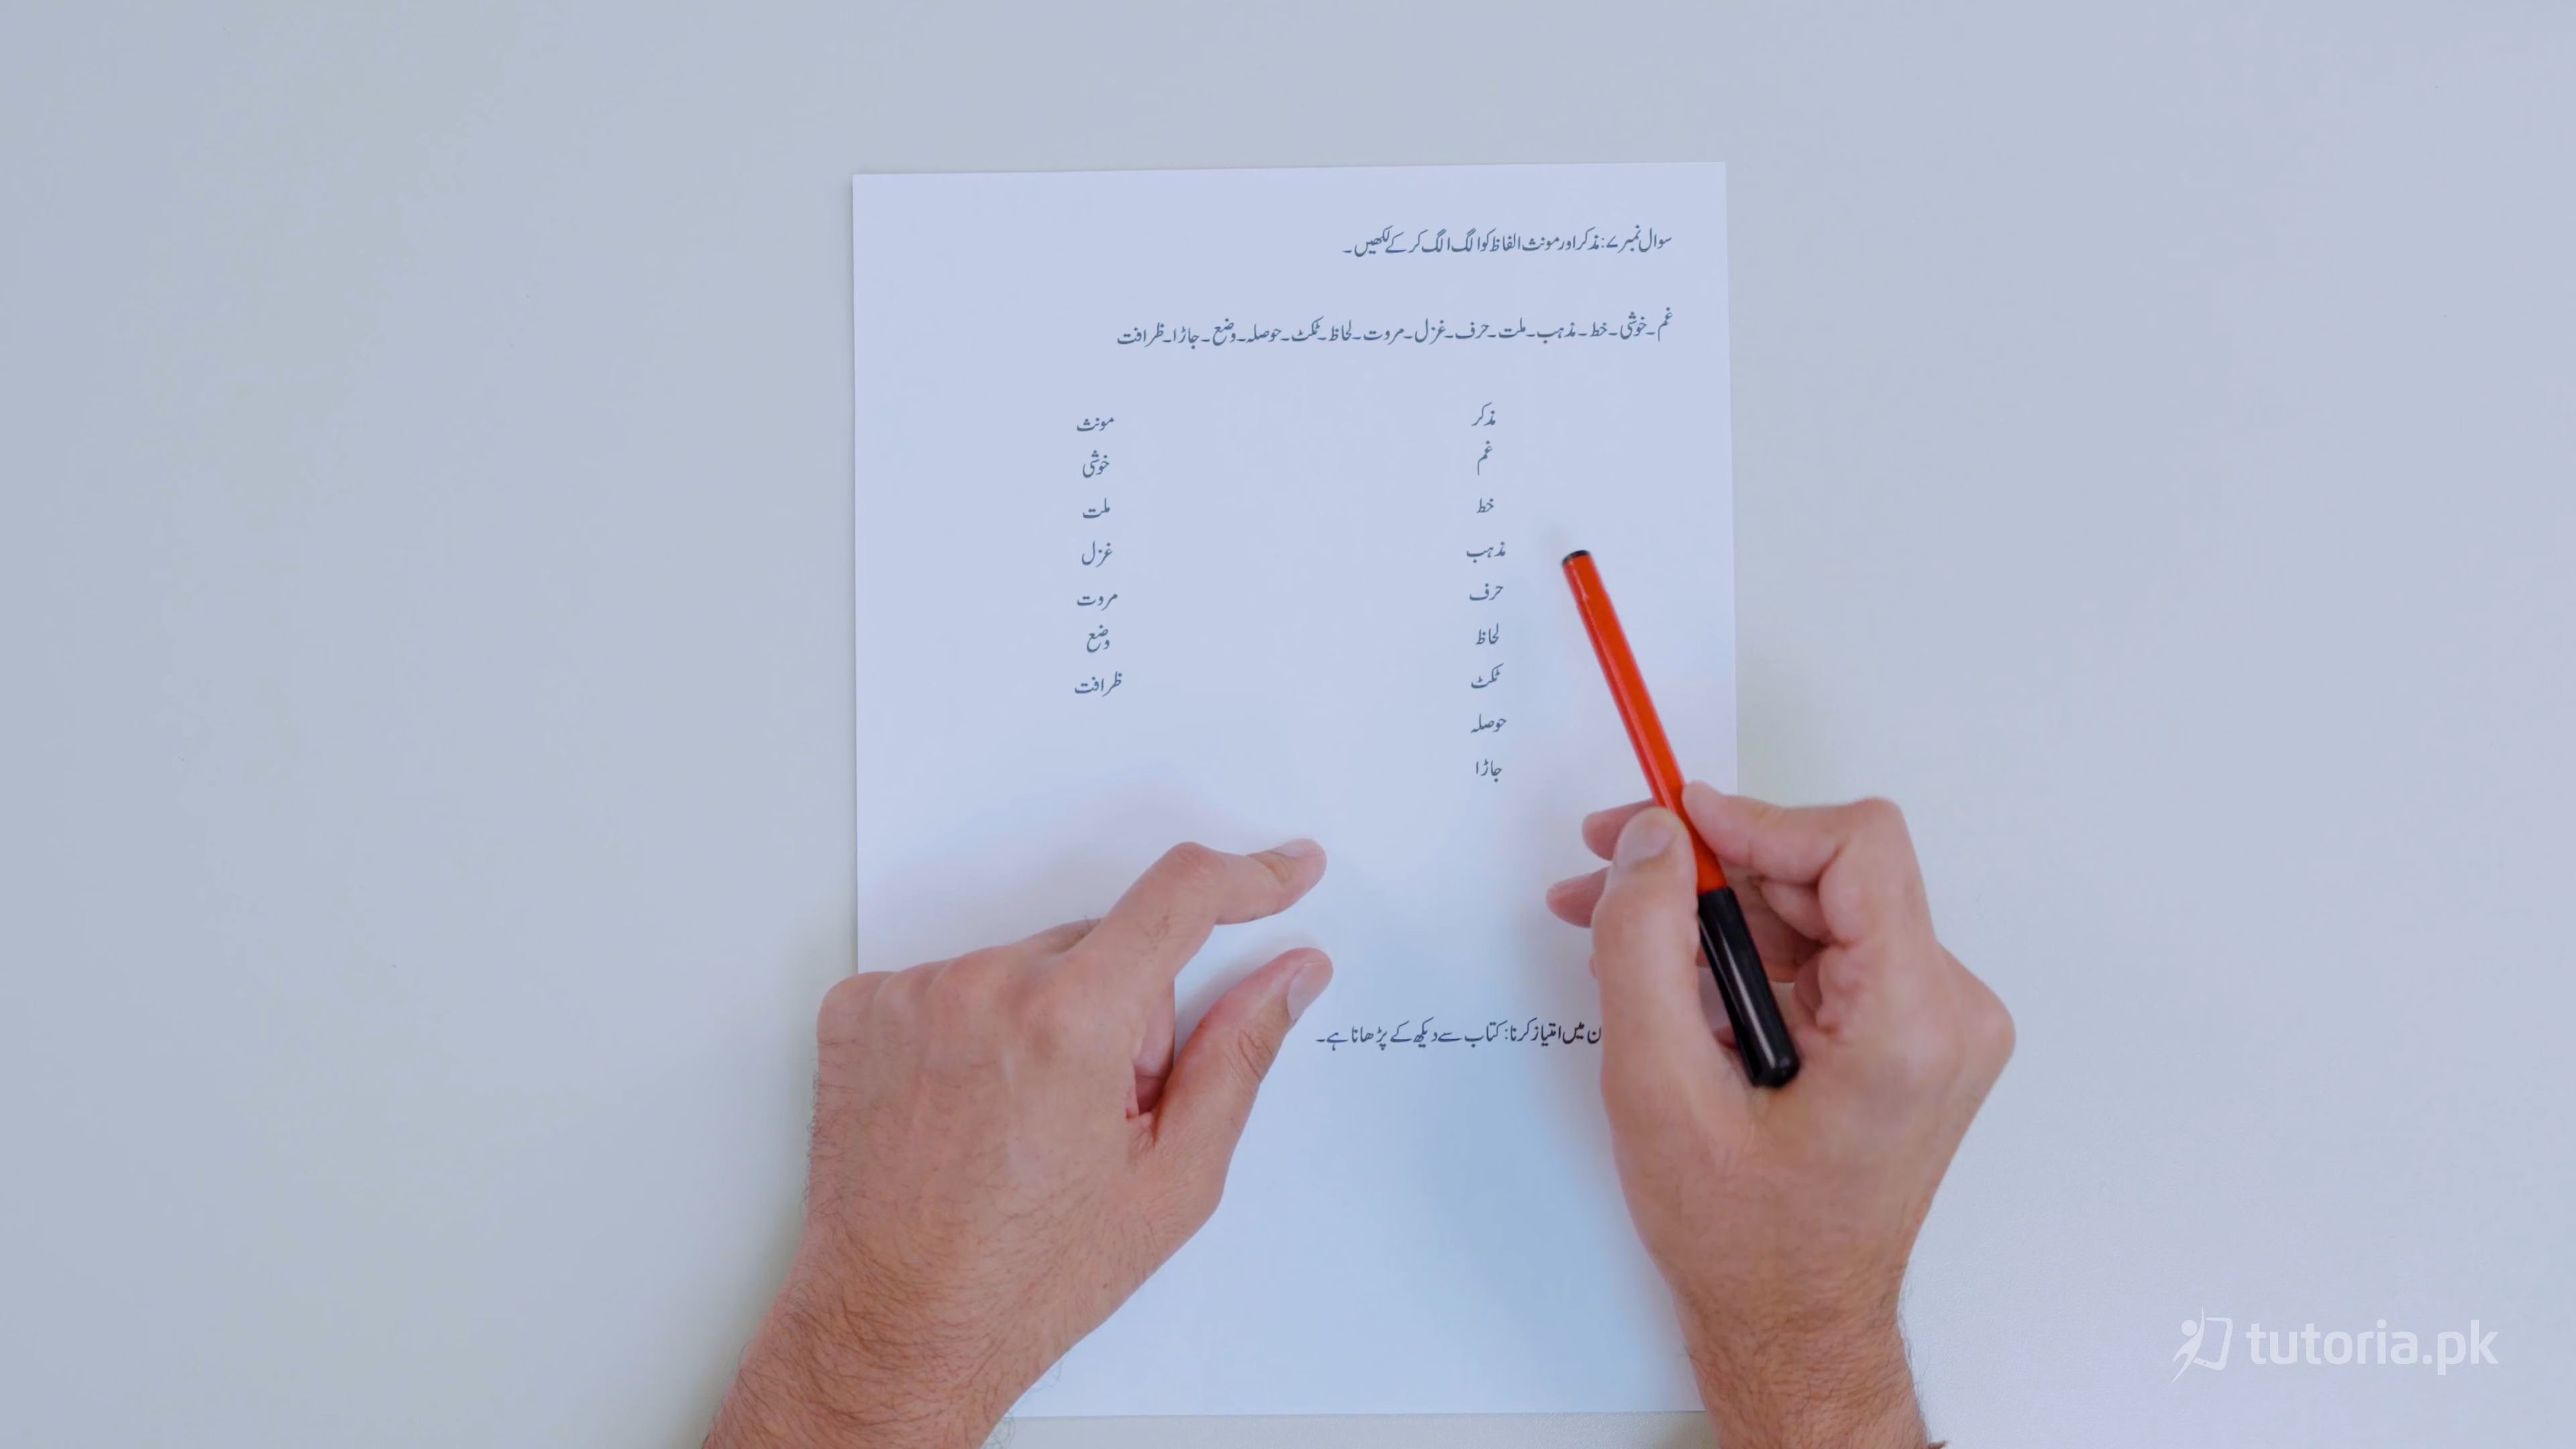 سوال نمبر ۷: مذکر اور مونث الفاظ کو الگ الگ کر کے لکھیں۔
غم۔ خوشی۔ خط۔ مذہب۔ ملت۔ حرف۔ غزل۔ مروت۔ لحاظ۔ ٹکٹ۔ حوصلہ۔ وضع۔ جاڑا۔ ظرافت
مذکر مونث
غم خوشی
خط ملت
مذہب غزل
حرف مروت
لحاظ وضع
ٹکٹ ظرافت
حوصلہ
جاڑا
میں امتیاز کرنا: کتاب سے دیکھ کے پڑھانا ہے۔
tutoria.pk